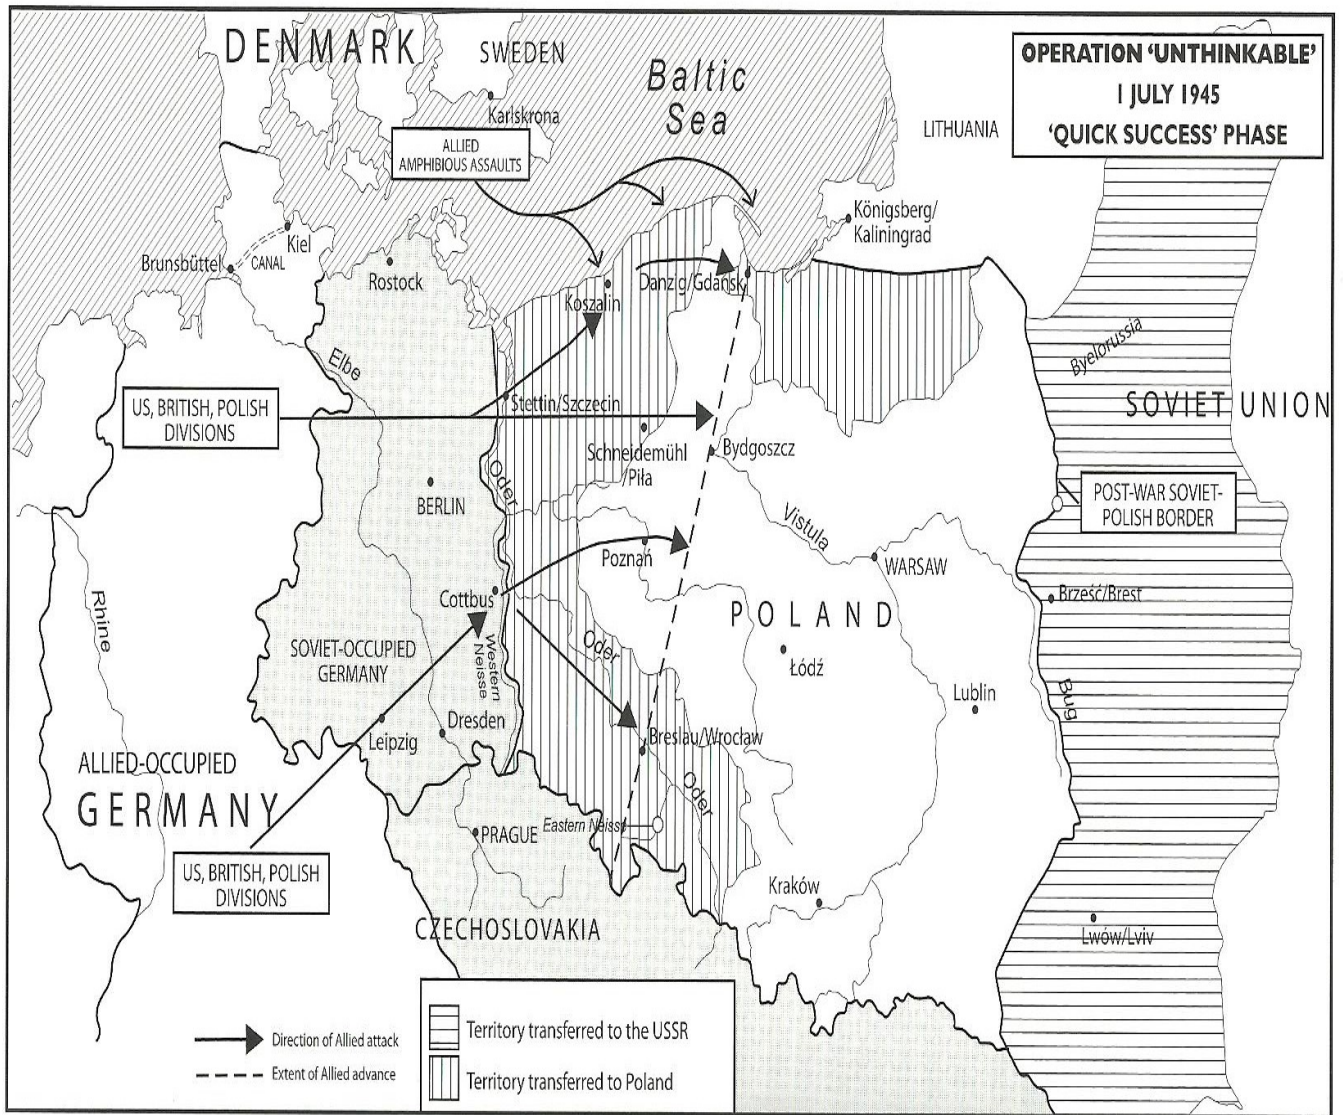 DENMARK
SWEDEN
Karlskrona
Baltic
Sea
OPERATION ‘UNTHINKABLE’
1 JULY 1945
‘QUICK SUCCESS’ PHASE
LITHUANIA
ALLIED
AMPHIBIOUS ASSAULTS
Königsberg/
Kaliningrad
Kiel
CANAL
Brunsbüttel
Rostock
Koszalin
Danzig/Gdańsk
Elbe
Byelorussia
SOVIET UNION
US, BRITISH, POLISH
DIVISIONS
Stettin/Szczecin
Schneidemühl
/Piła
Bydgoszcz
Oder
BERLIN
POST-WAR SOVIET-
POLISH BORDER
Vistula
WARSAW
Poznań
Cottbus
Brześć/Brest
Rhine
POLAND
SOVIET-OCCUPIED
GERMANY
Western
Neisse
Oder
Łódź
Lublin
Bug
Dresden
Leipzig
Breslau/Wrocław
ALLIED-OCCUPIED
GERMANY
Oder
PRAGUE
Eastern Neisse
US, BRITISH, POLISH
DIVISIONS
Kraków
CZECHOSLOVAKIA
Lwów/Lviv
Direction of Allied attack
Extent of Allied advance
Territory transferred to the USSR
Territory transferred to Poland